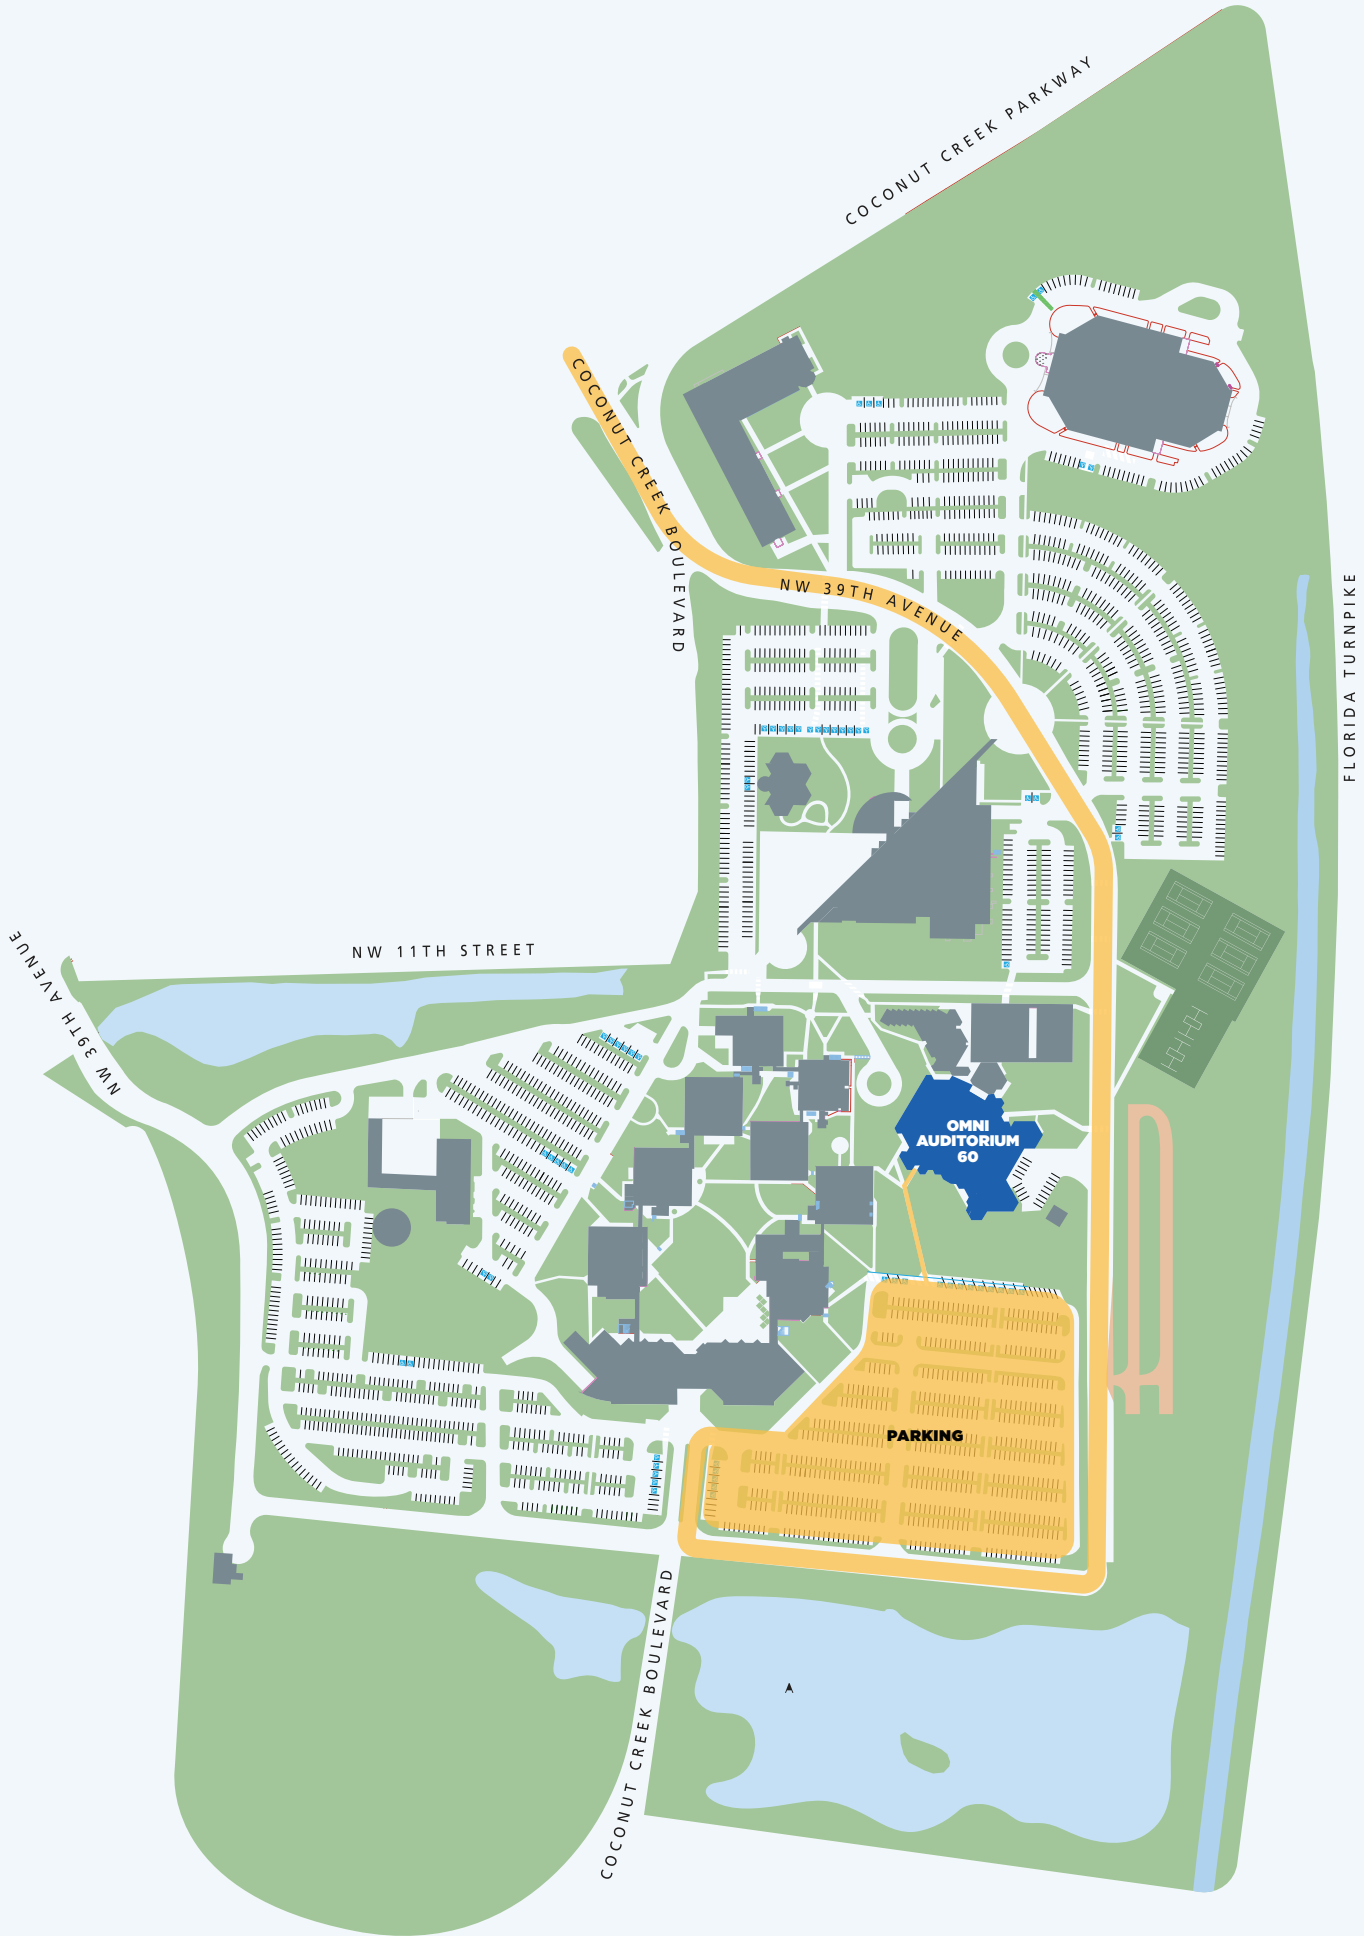 COCONUT CREEK PARKWAY
COCONUT CREEK BOULEVARD
NW 39TH AVENUE
FLORIDA TURNPIKE
NW 39TH AVENUE
NW 11TH STREET
OMNI
AUDITORIUM
60
PARKING
COCONUT CREEK BOULEVARD